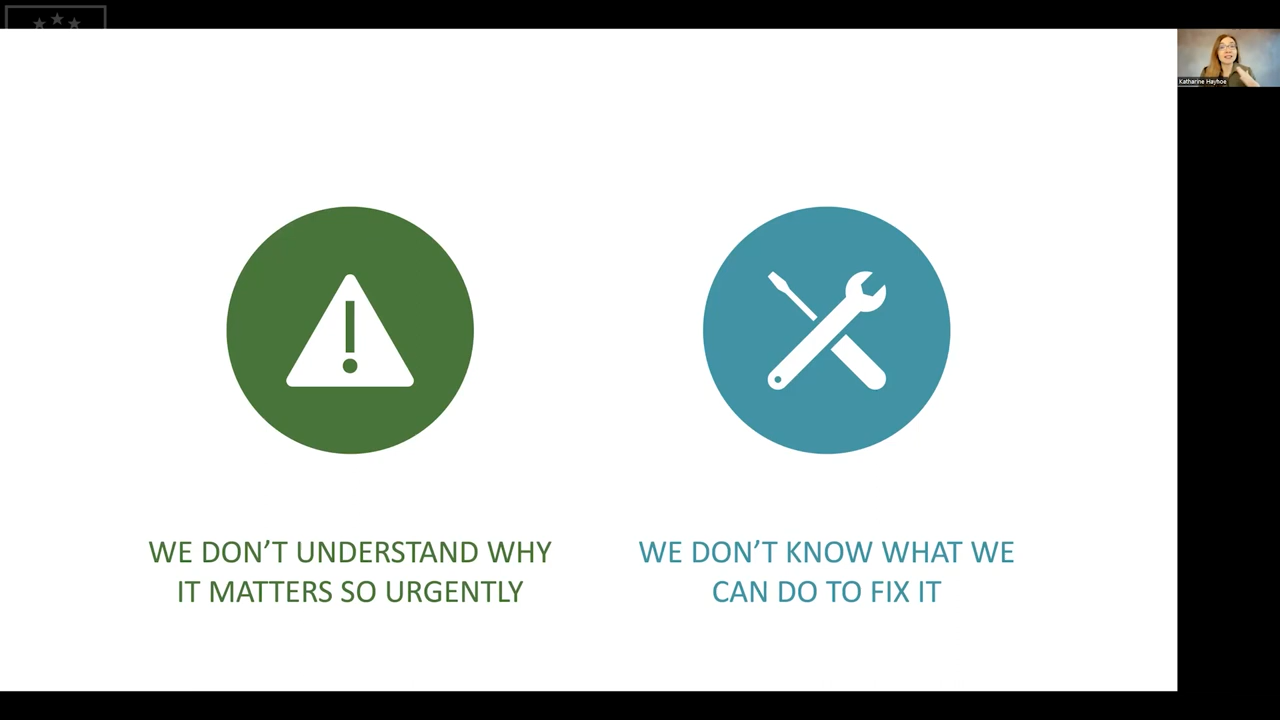 Katharine Hayhoe
WE DON'T UNDERSTAND WHY
IT MATTERS SO URGENTLY
WE DON'T KNOW WHAT WE
CAN DO TO FIX IT